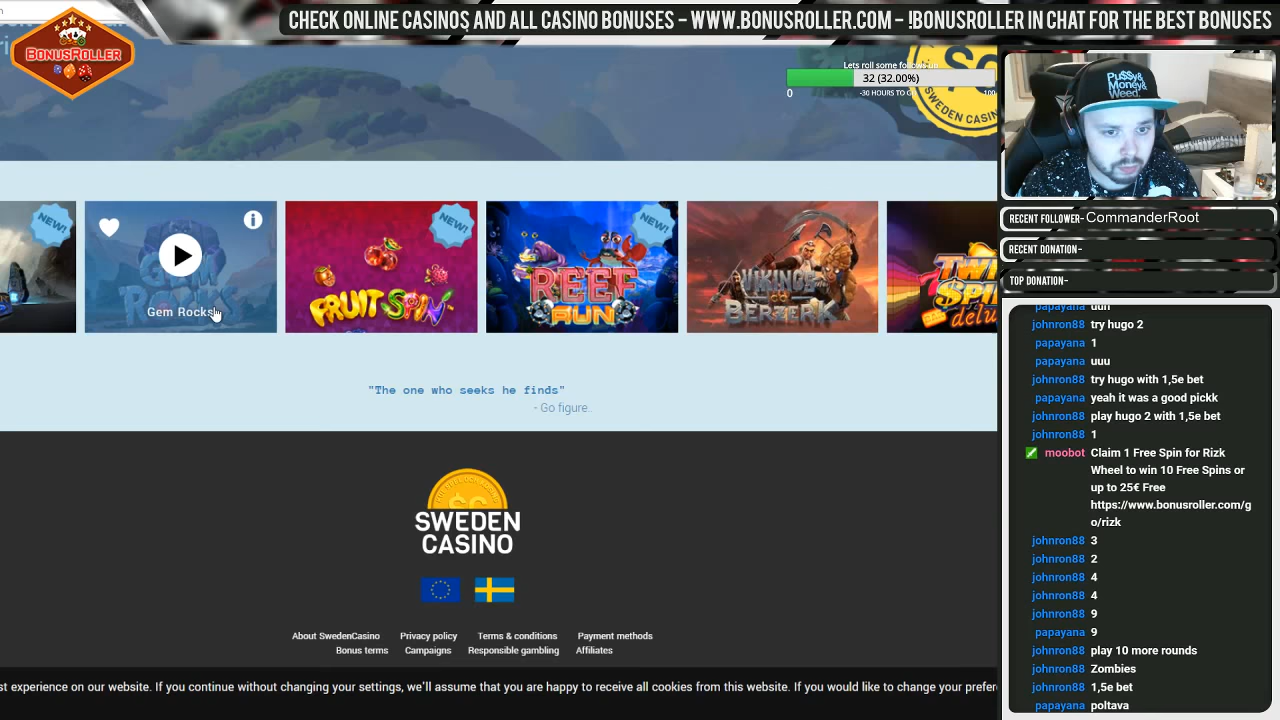 CHECK ONLINE CASINOS AND ALL CASINO BONUSES - WWW.BONUSROLLER.COM - !BONUSROLLER IN CHAT FOR THE BEST BONUSES
BONUSROLLER
Lets roll some follows up
32 (32.00%)
0
100
SWEDEN CASINO
Pu$$y&
Money&
Weed.
RECENT FOLLOWER- CommanderRoot
RECENT DONATION-
TOP DONATION-
NEW!
Gem Rocks
NEW!
FRUIT SPIN
NEW!
REEF
RUN
VIKINGS
BERZERK
"The one who seeks he finds"
- Go figure..
SWEDEN
CASINO
About SwedenCasino Privacy policy Terms & conditions Payment methods
Bonus terms Campaigns Responsible gambling Affiliates
st experience on our website. If you continue without changing your settings, we'll assume that you are happy to receive all cookies from this website. If you would like to change your prefer
papayana uuh
johnron88 try hugo 2
papayana 1
papayana uuu
johnron88 try hugo with 1,5e bet
papayana yeah it was a good pickk
johnron88 play hugo 2 with 1,5e bet
johnron88 1
moobot Claim 1 Free Spin for Rizk
Wheel to win 10 Free Spins or
up to 25€ Free
https://www.bonusroller.com/g
o/rizk
johnron88 3
johnron88 2
johnron88 4
johnron88 4
johnron88 9
papayana 9
johnron88 play 10 more rounds
johnron88 Zombies
johnron88 1,5e bet
papayana poltava